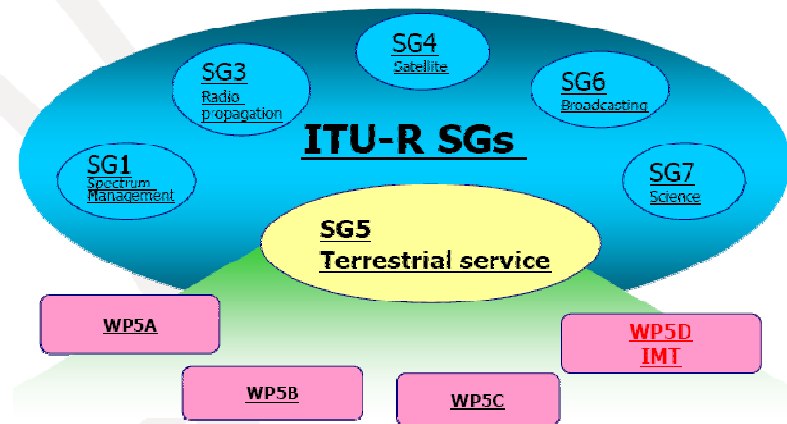 SG4
Satellite
SG3
Radio
propagation
SG6
Broadcasting
ITU-R SGs
SG1
Spectrum
Management
SG7
Science
SG5
Terrestrial service
WP5A
WP5D
IMT
WP5B
WP5C